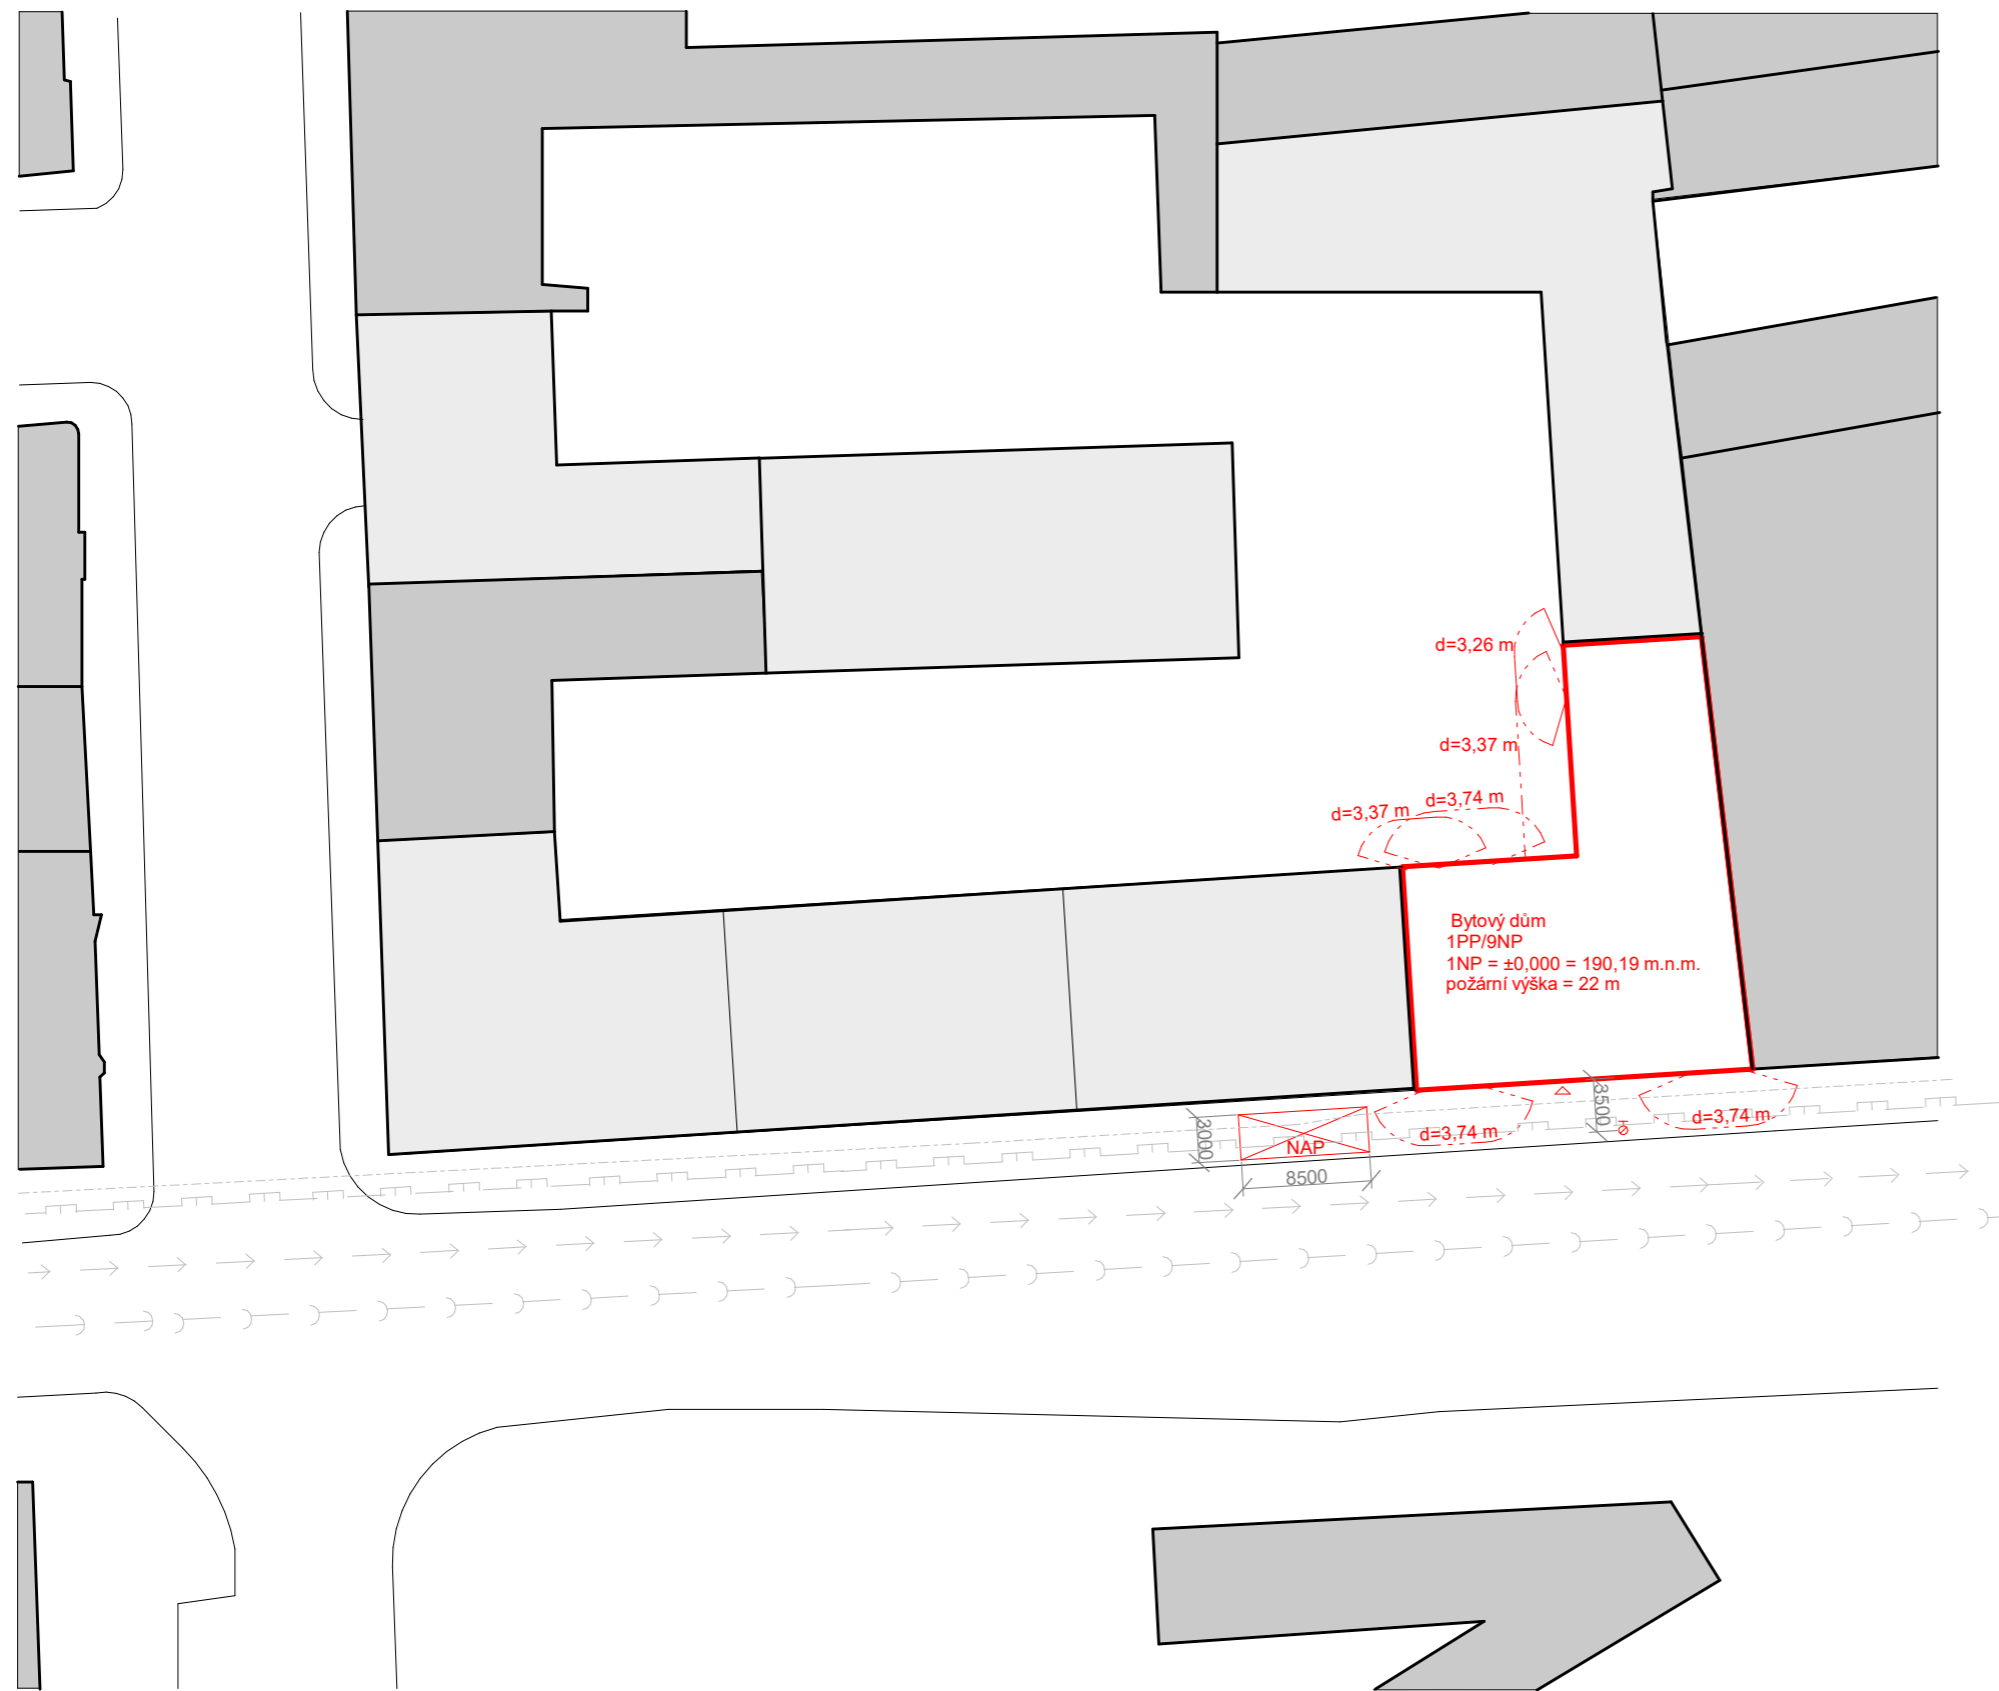 d=3,26 m
d=3,37 m
d=3,74 m
d=3,37 m
Bytový dům
1PP/9NP
1NP = ±0,000 = 190,19 m.n.m.
požární výška = 22 m
3500
d=3,74 m
d=3,74 m
3000
NAP
8500
H